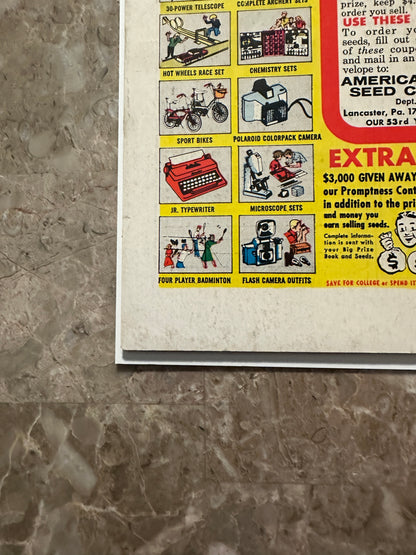 30-POWER TELESCOPE
COMPLETE ARCHERY SETS
HOT WHEELS RACE SET
CHEMISTRY SETS
SPORT BIKES
POLAROID COLORPACK CAMERA
JR. TYPEWRITER
MICROSCOPE SETS
FOUR PLAYER BADMINTON
FLASH CAMERA OUTFITS
prize, keep $4.
order you sell.
USE THESE
To order yo
seeds, fill out
of these coup
and mail in an
velope to:
AMERICA
SEED C
Dept.
Lancaster, Pa. 17
OUR 53rd
EXTRA
$3,000 GIVEN AWAY
our Promptness Cont
in addition to the pri
and money you
earn selling seeds.
Complete informa-
tion is sent with
your Big Prize
Book and Seeds.
$ $
SAVE FOR COLLEGE or SPEND IT